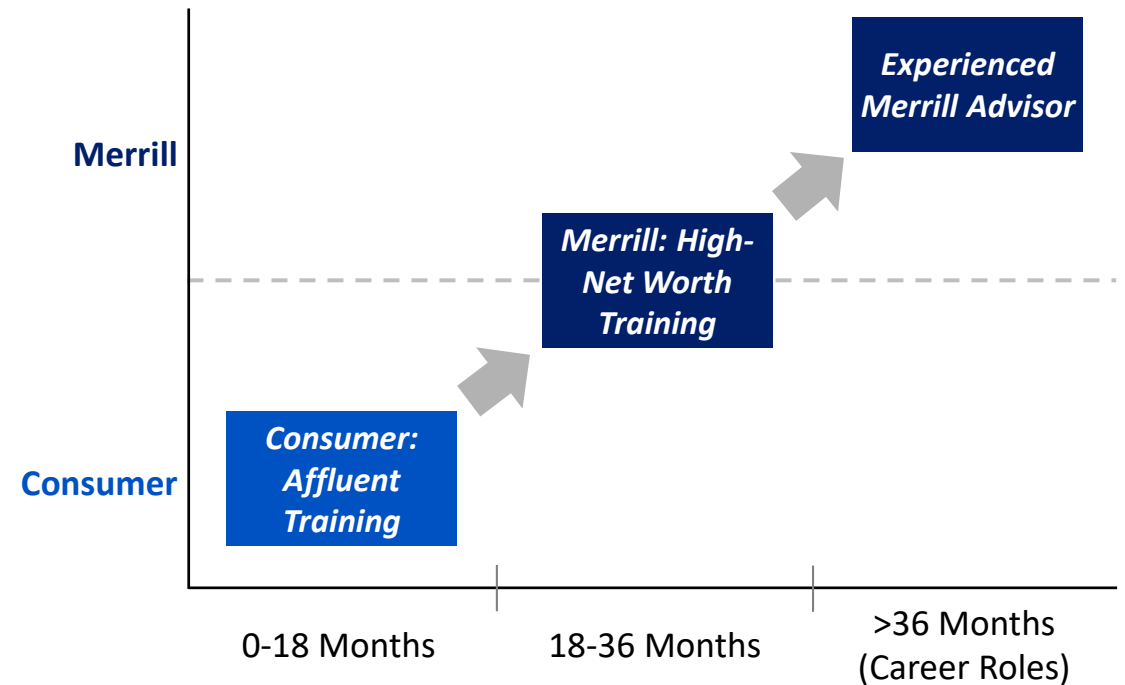 Experienced
Merrill Advisor
Merrill
Merrill: High-
Net Worth
Training
Consumer:
Affluent
Training
Consumer
0-18 Months
18-36 Months
>36 Months
(Career Roles)